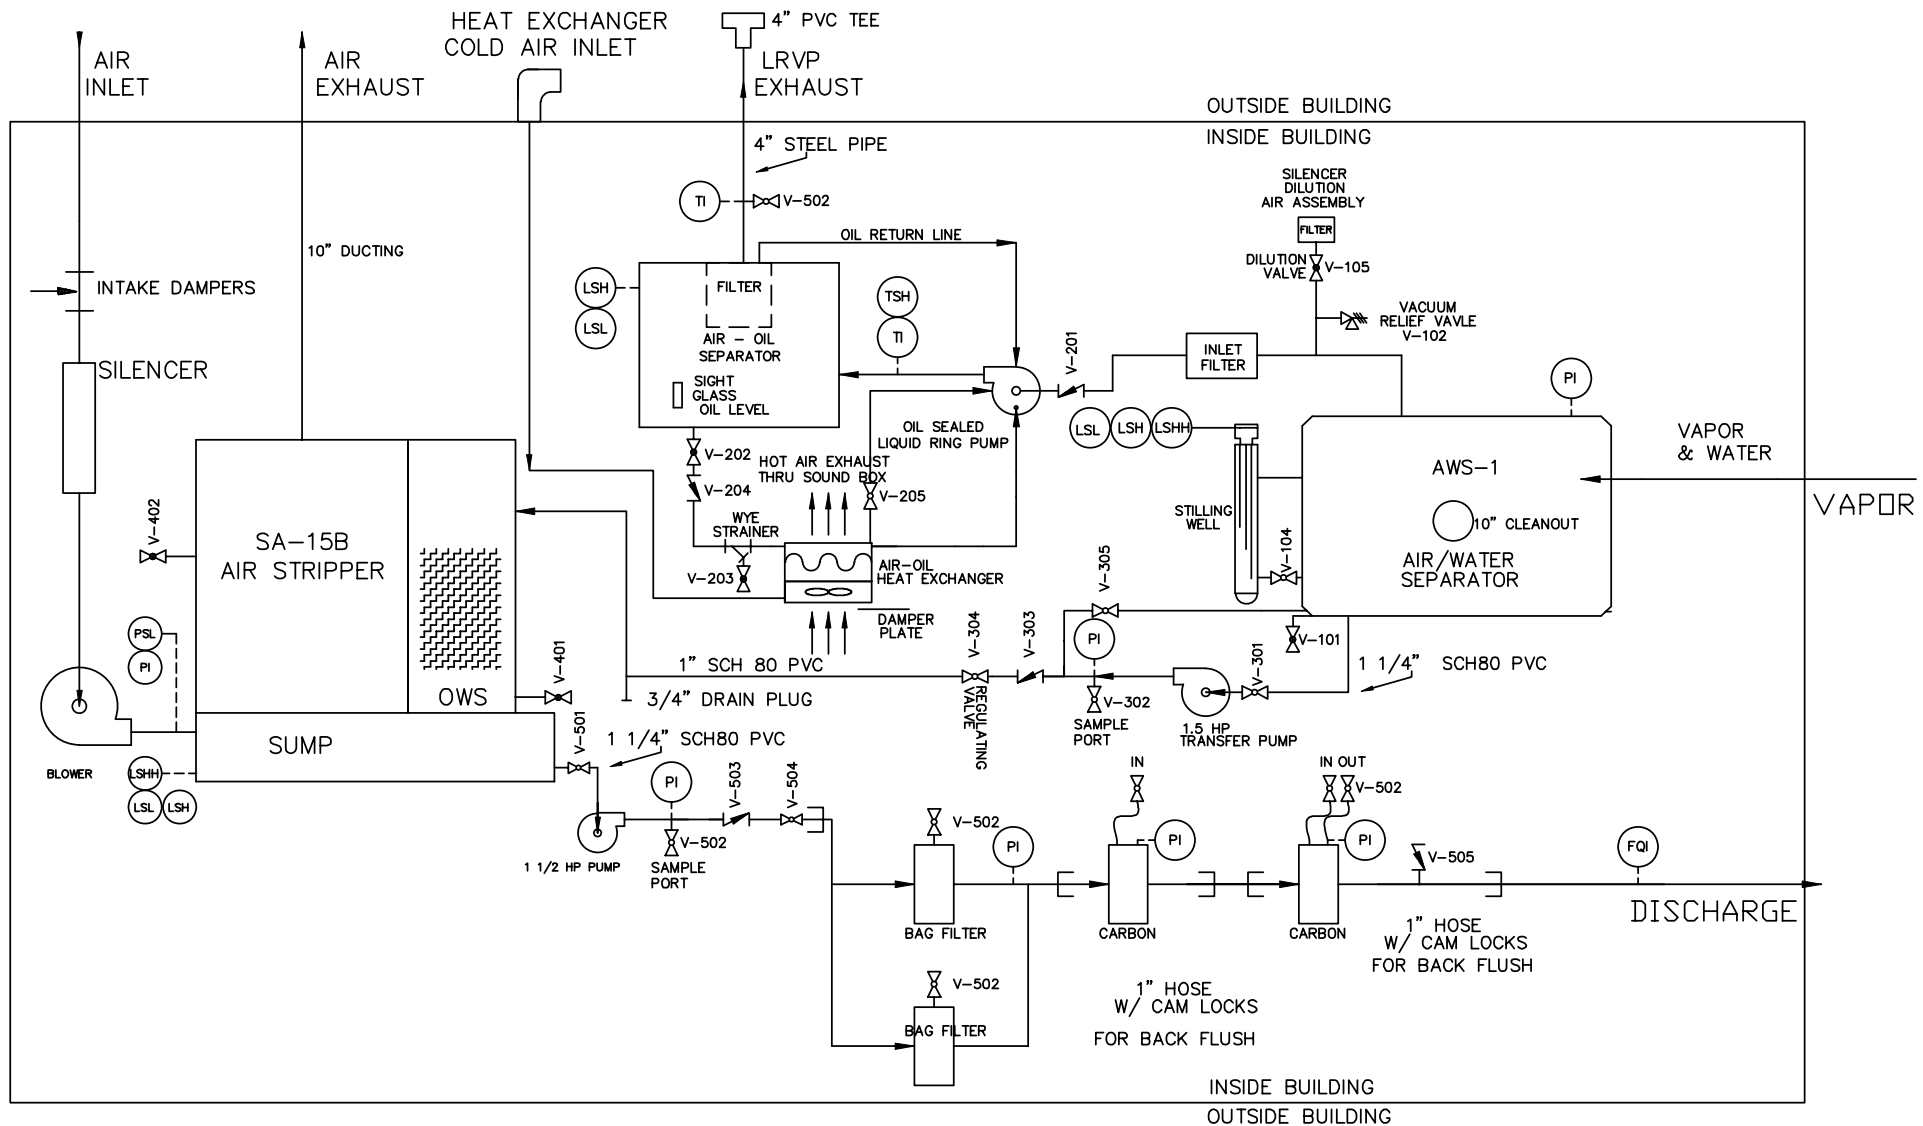 HEAT EXCHANGER
COLD AIR INLET
4" PVC TEE
AIR
INLET
AIR
EXHAUST
LRVP
EXHAUST
OUTSIDE BUILDING
INSIDE BUILDING
4" STEEL PIPE
TI
V-502
SILENCER
DILUTION
AIR ASSEMBLY
FILTER
10" DUCTING
OIL RETURN LINE
DILUTION
VALVE
V-105
INTAKE DAMPERS
LSH
LSL
FILTER
AIR - OIL
SEPARATOR
SIGHT
GLASS
OIL LEVEL
TSH
TI
VACUUM
RELIEF VAVLE
V-102
V-201
INLET
FILTER
PI
SILENCER
OIL SEALED
LIQUID RING PUMP
LSL
LSH
LSHH
VAPOR
& WATER
VAPOR
AWS-1
10" CLEANOUT
AIR/WATER
SEPARATOR
STILLING
WELL
V-104
V-202
V-204
HOT AIR EXHAUST
THRU SOUND BOX
V-205
WYE
STRAINER
V-203
AIR-OIL
HEAT EXCHANGER
DAMPER
PLATE
V-402
SA-15B
AIR STRIPPER
OWS
V-401
PSL
PI
SUMP
BLOWER
LSHH
LSL
LSH
V-305
V-101
V-304
V-303
PI
V-301
1 1/4" SCH80 PVC
1" SCH 80 PVC
3/4" DRAIN PLUG
REGULATING
VALVE
V-302
SAMPLE
PORT
1.5 HP
TRANSFER PUMP
V-501
1 1/4" SCH80 PVC
PI
V-503
V-504
V-502
SAMPLE
PORT
1 1/2 HP PUMP
V-502
BAG FILTER
PI
V-502
BAG FILTER
IN
PI
CARBON
IN OUT
V-502
PI
CARBON
V-505
FQI
DISCHARGE
1" HOSE
W/ CAM LOCKS
FOR BACK FLUSH
1" HOSE
W/ CAM LOCKS
FOR BACK FLUSH
INSIDE BUILDING
OUTSIDE BUILDING